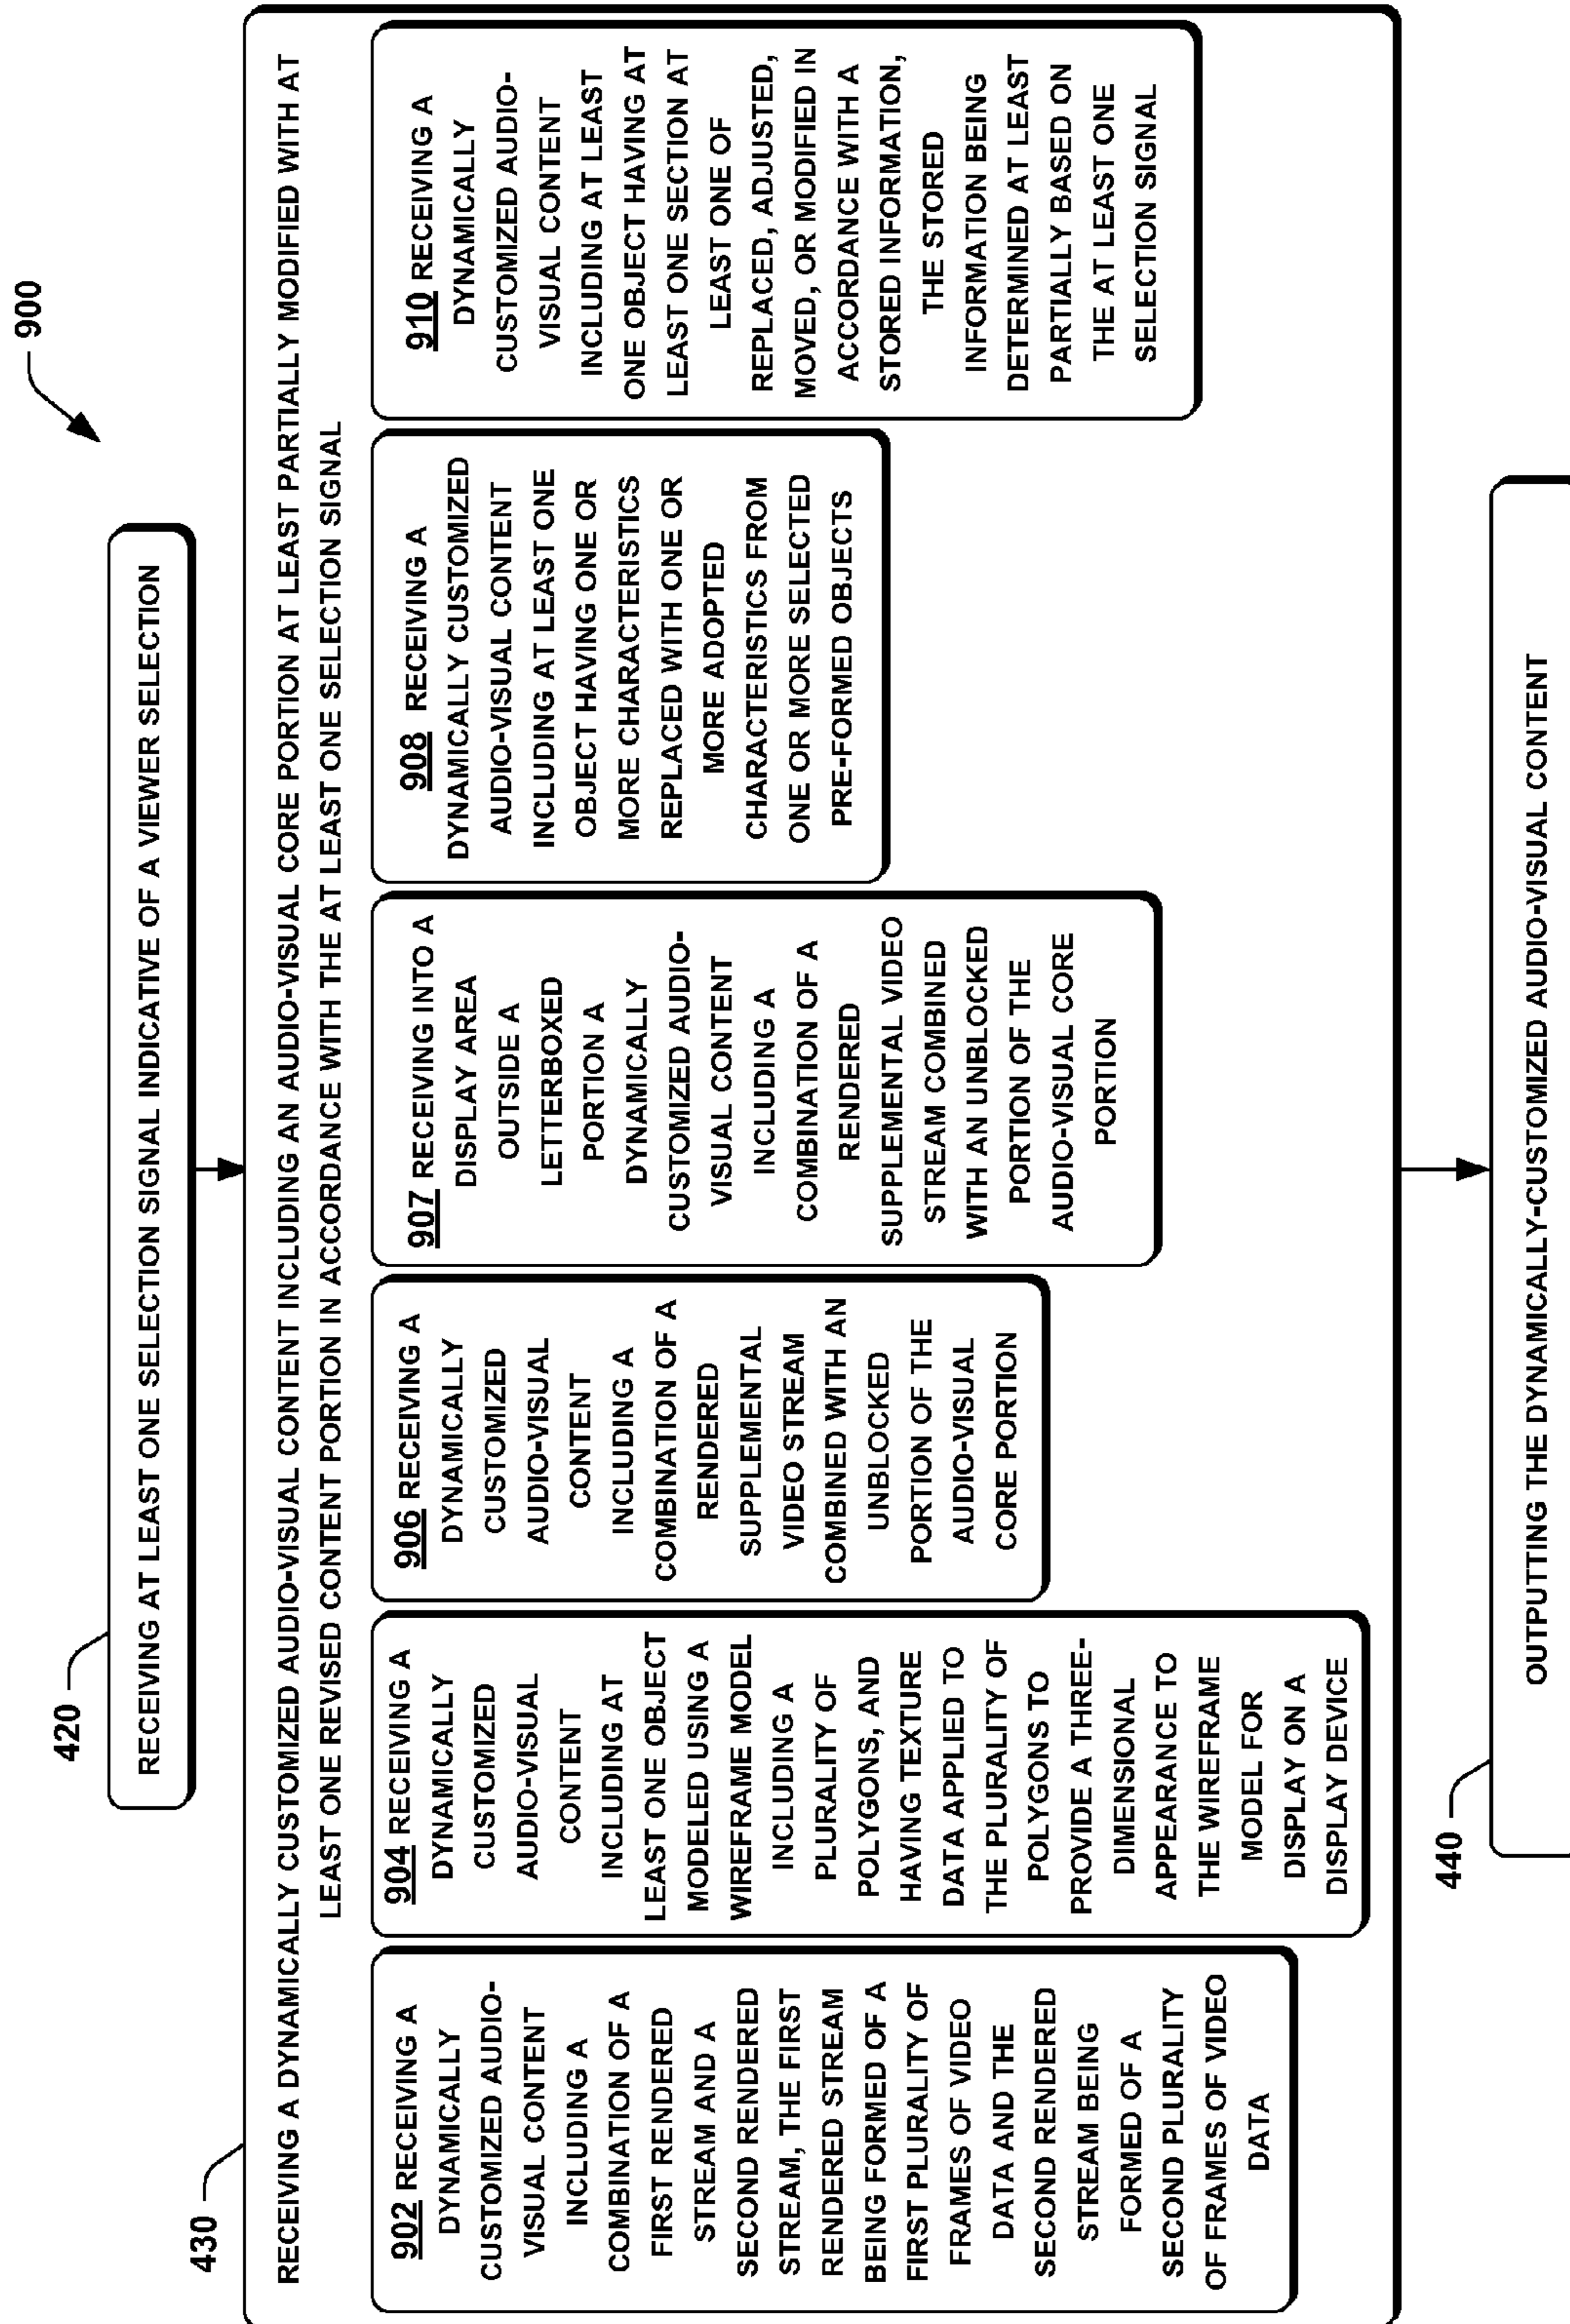 900
420
RECEIVING AT LEAST ONE SELECTION SIGNAL INDICATIVE OF A VIEWER SELECTION
430
RECEIVING A DYNAMICALLY CUSTOMIZED AUDIO-VISUAL CONTENT INCLUDING AN AUDIO-VISUAL CORE PORTION AT LEAST PARTIALLY MODIFIED WITH AT
LEAST ONE REVISED CONTENT PORTION IN ACCORDANCE WITH THE AT LEAST ONE SELECTION SIGNAL
902 RECEIVING A
DYNAMICALLY
CUSTOMIZED AUDIO-
VISUAL CONTENT
INCLUDING A
COMBINATION OF A
FIRST RENDERED
STREAM AND A
SECOND RENDERED
STREAM, THE FIRST
RENDERED STREAM
BEING FORMED OF A
FIRST PLURALITY OF
FRAMES OF VIDEO
DATA AND THE
SECOND RENDERED
STREAM BEING
FORMED OF A
SECOND PLURALITY
OF FRAMES OF VIDEO
DATA
904 RECEIVING A
DYNAMICALLY
CUSTOMIZED
AUDIO-VISUAL
CONTENT
INCLUDING AT
LEAST ONE OBJECT
MODELED USING A
WIREFRAME MODEL
INCLUDING A
PLURALITY OF
POLYGONS, AND
HAVING TEXTURE
DATA APPLIED TO
THE PLURALITY OF
POLYGONS TO
PROVIDE A THREE-
DIMENSIONAL
APPEARANCE TO
THE WIREFRAME
MODEL FOR
DISPLAY ON A
DISPLAY DEVICE
906 RECEIVING A
DYNAMICALLY
CUSTOMIZED
AUDIO-VISUAL
CONTENT
INCLUDING A
COMBINATION OF A
RENDERED
SUPPLEMENTAL
VIDEO STREAM
COMBINED WITH AN
UNBLOCKED
PORTION OF THE
AUDIO-VISUAL
CORE PORTION
907 RECEIVING INTO A
DISPLAY AREA
OUTSIDE A
LETTERBOXED
PORTION A
DYNAMICALLY
CUSTOMIZED AUDIO-
VISUAL CONTENT
INCLUDING A
COMBINATION OF A
RENDERED
SUPPLEMENTAL VIDEO
STREAM COMBINED
WITH AN UNBLOCKED
PORTION OF THE
AUDIO-VISUAL CORE
PORTION
908 RECEIVING A
DYNAMICALLY CUSTOMIZED
AUDIO-VISUAL CONTENT
INCLUDING AT LEAST ONE
OBJECT HAVING ONE OR
MORE CHARACTERISTICS
REPLACED WITH ONE OR
MORE ADOPTED
CHARACTERISTICS FROM
ONE OR MORE SELECTED
PRE-FORMED OBJECTS
910 RECEIVING A
DYNAMICALLY
CUSTOMIZED AUDIO-
VISUAL CONTENT
INCLUDING AT LEAST
ONE OBJECT HAVING AT
LEAST ONE SECTION AT
LEAST ONE OF
REPLACED, ADJUSTED,
MOVED, OR MODIFIED IN
ACCORDANCE WITH A
STORED INFORMATION,
THE STORED
INFORMATION BEING
DETERMINED AT LEAST
PARTIALLY BASED ON
THE AT LEAST ONE
SELECTION SIGNAL
440
OUTPUTTING THE DYNAMICALLY-CUSTOMIZED AUDIO-VISUAL CONTENT